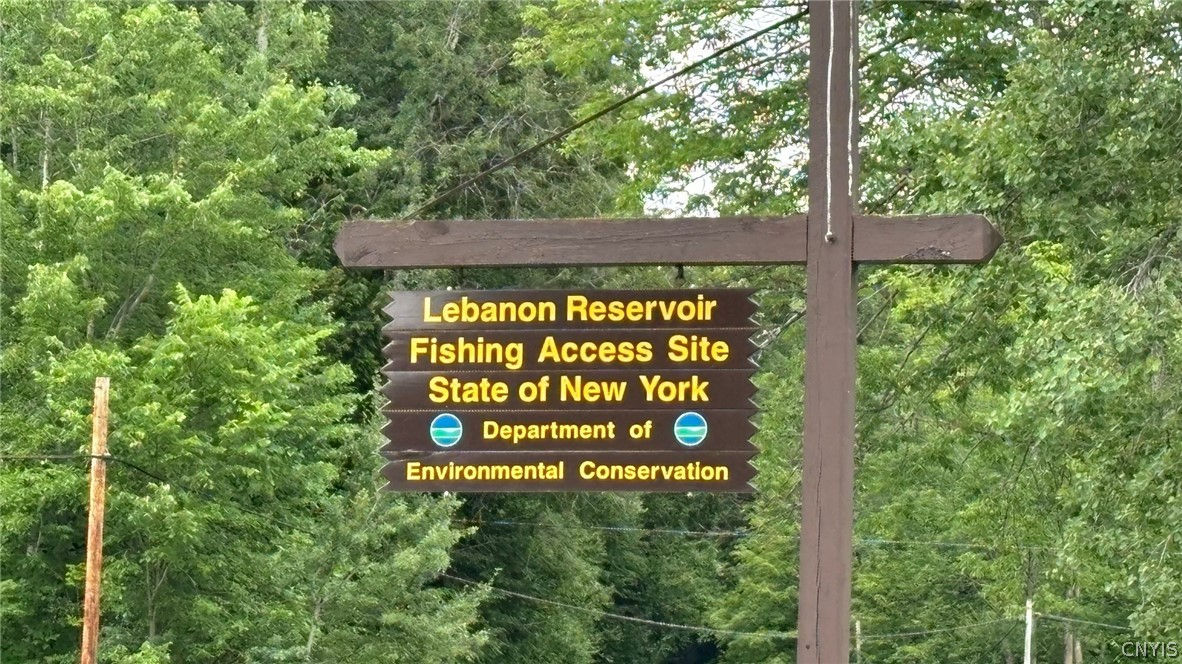 Lebanon Reservoir
Fishing Access Site
State of New York
Department of
Environmental Conservation
CNYIS